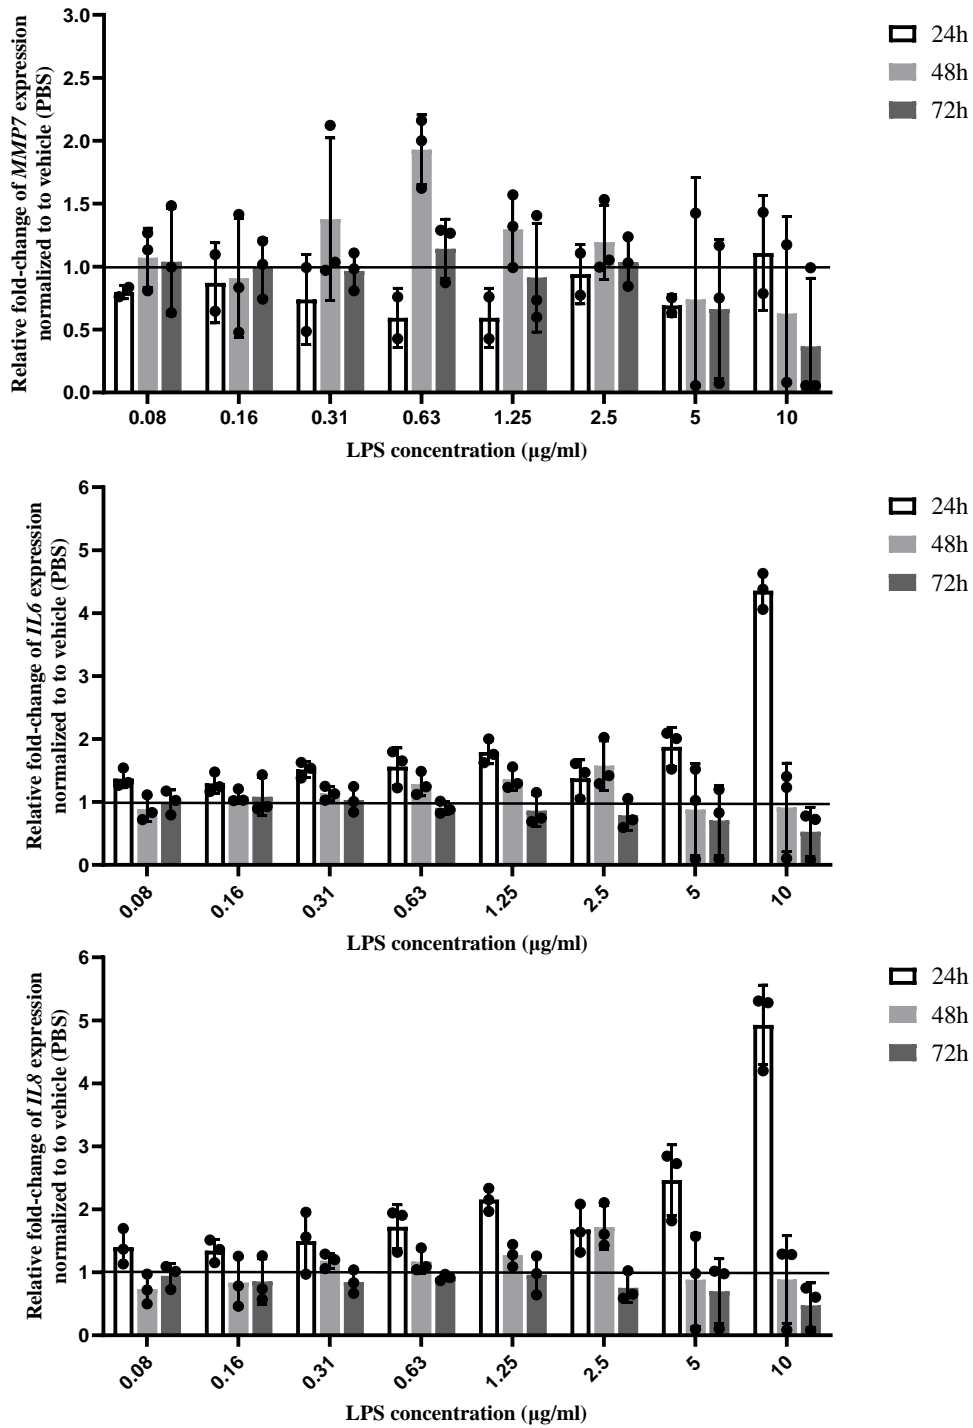 Relative fold-change of MMP7 expression
normalized to to vehicle (PBS)
3.0
2.5
2.0
1.5
1.0
0.5
0.0
0.08 0.16 0.31 0.63 1.25 2.5 5 10
LPS concentration (μg/ml)
24h
48h
72h
Relative fold-change of IL6 expression
normalized to to vehicle (PBS)
6
5
4
3
2
1
0
0.08 0.16 0.31 0.63 1.25 2.5 5 10
LPS concentration (μg/ml)
24h
48h
72h
Relative fold-change of IL8 expression
normalized to to vehicle (PBS)
6
5
4
3
2
1
0
0.08 0.16 0.31 0.63 1.25 2.5 5 10
LPS concentration (μg/ml)
24h
48h
72h